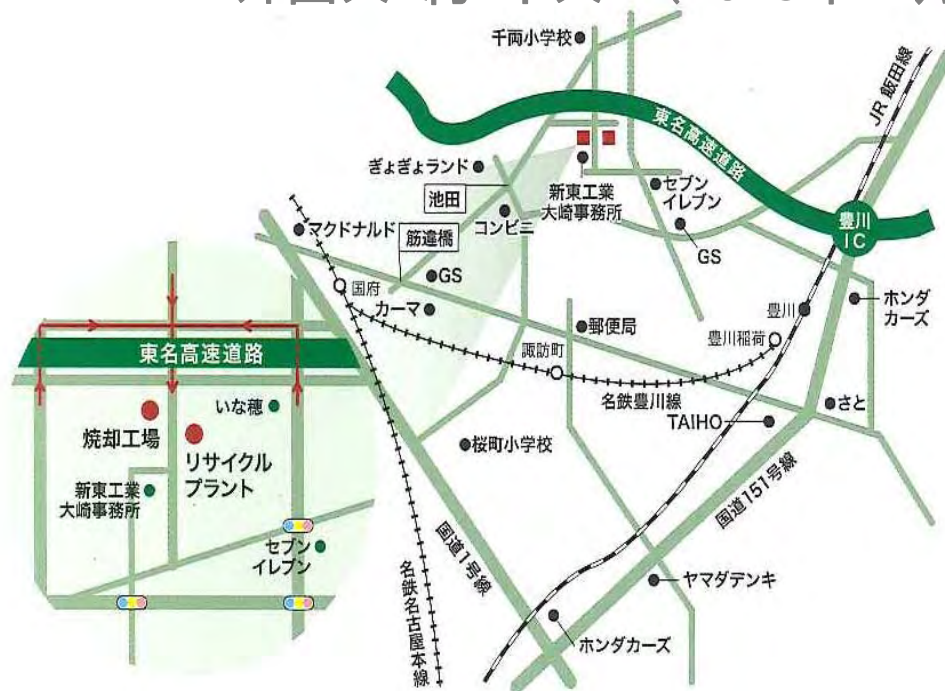 千両小学校
JR 飯田線
東名高速道路
ぎょぎょランド
池田
新東工業
大崎事務所
セブン
イレブン
コンビニ
マクドナルド
筋違橋
GS
豊川
IC
GS
国府
カーマ
郵便局
豊川
ホンダ
カーズ
豊川稲荷
諏訪町
名鉄豊川線
さと
TAIHO
桜町小学校
国道151号線
国道1号線
名鉄名古屋本線
ヤマダデンキ
ホンダカーズ
東名高速道路
いな穂
焼却工場
リサイクル
プラント
新東工業
大崎事務所
セブン
イレブン